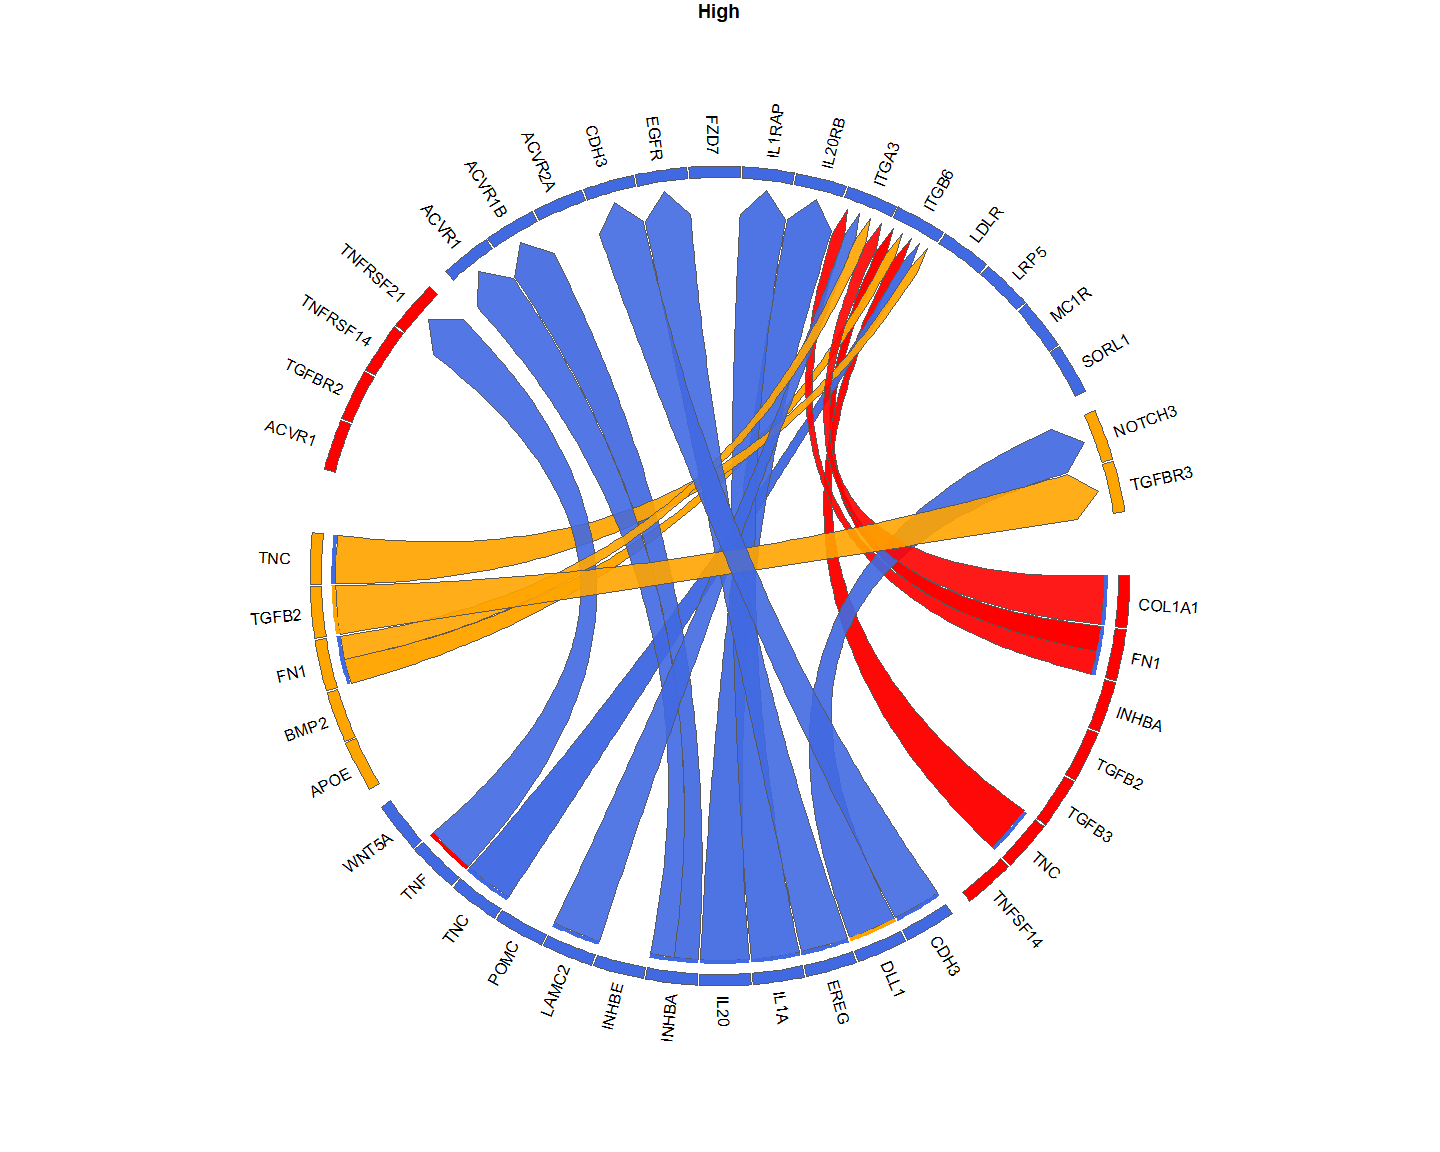 High
ACVR1
TGFBR2
TNFRSF14
TNFRSF21
ACVR1
ACVR1B
ACVR2A
CDH3
EGFR
FZD7
IL1RAP
IL20RB
ITGA3
ITGB6
LDLR
LRP5
MC1R
SORL1
NOTCH3
TGFBR3
COL1A1
FN1
INHBA
TGFB2
TGFB3
TNC
TNFSF14
CDH3
DLL1
EREG
IL1A
IL20
INHBA
INHBE
LAMC2
POMC
TNC
TNF
WNT5A
APOE
BMP2
FN1
TGFB2
TNC